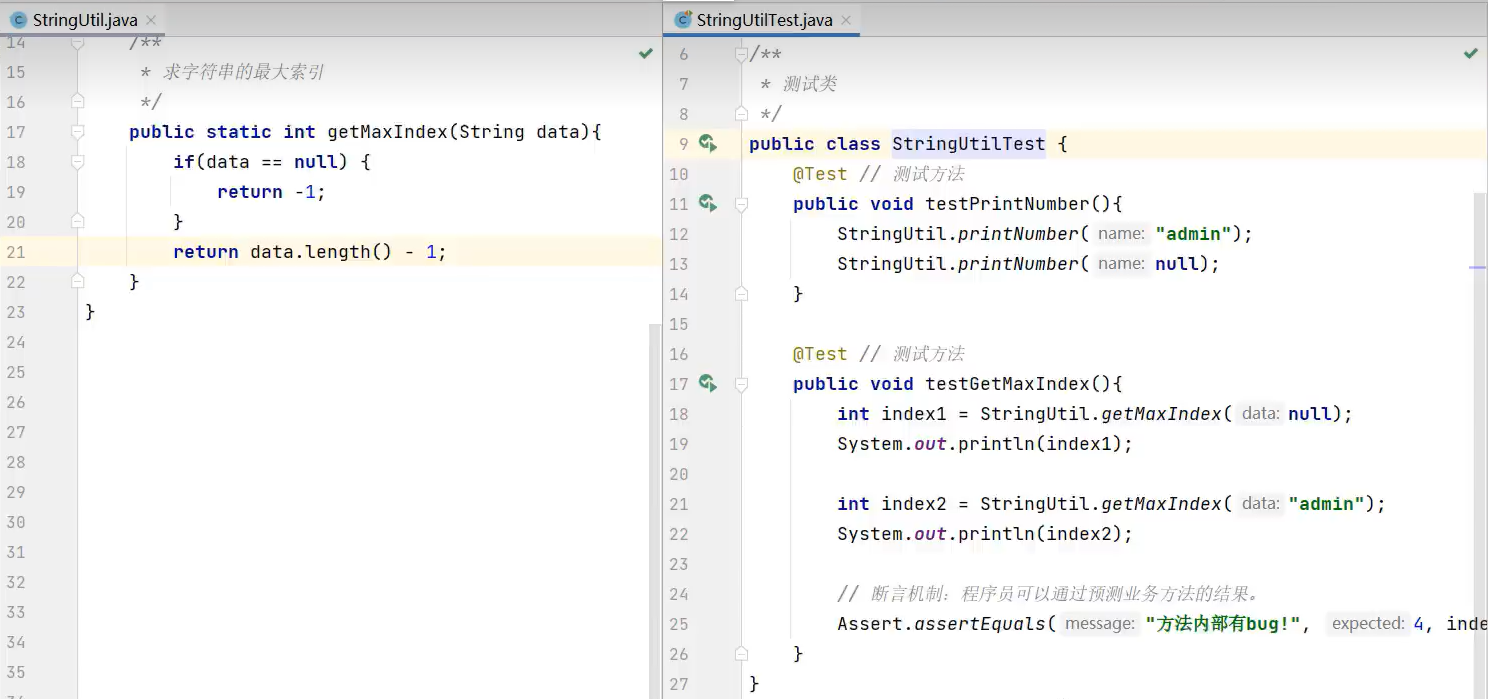 StringUtil.java
14 /**
15 * 求字符串的最大索引
16 */
17 public static int getMaxIndex(String data){
18 if(data == null) {
19 return -1;
20 }
21 return data.length() - 1;
22 }
23 }
24
25
26
27
28
29
30
31
32
33
34
35
StringUtilTest.java
6 /**
7 * 测试类
8 */
9 public class StringUtilTest {
10 @Test // 测试方法
11 public void testPrintNumber(){
12 StringUtil.printNumber( name: "admin");
13 StringUtil.printNumber( name: null);
14 }
15
16 @Test // 测试方法
17 public void testGetMaxIndex(){
18 int index1 = StringUtil.getMaxIndex( data: null);
19 System.out.println(index1);
20
21 int index2 = StringUtil.getMaxIndex( data: "admin");
22 System.out.println(index2);
23
24 // 断言机制：程序员可以通过预测业务方法的结果。
25 Assert.assertEquals( message: "方法内部有bug!", expected: 4, inde
26 }
27 }